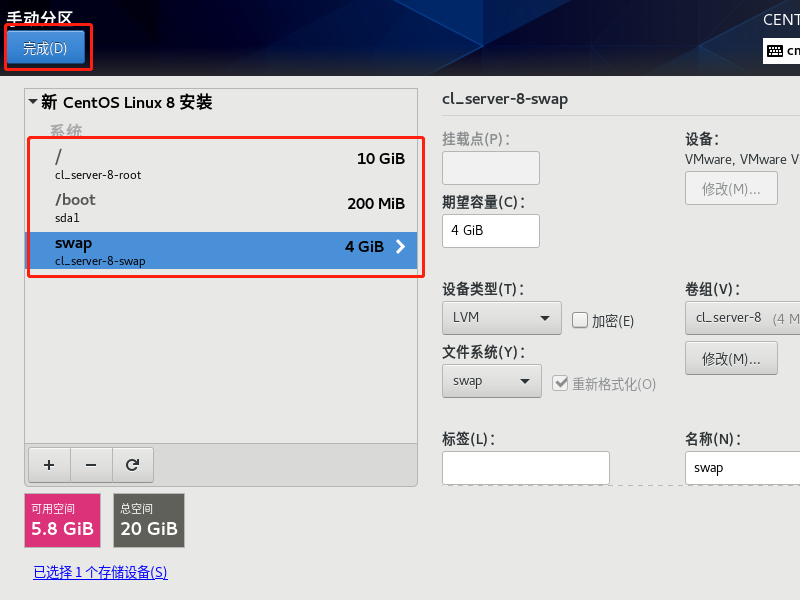 手动分区
CENT
完成(D)
cn
新 CentOS Linux 8 安装
系统
/
10 GiB
cl_server-8-root
/boot
200 MiB
sda1
swap
4 GiB
cl_server-8-swap
+ −
可用空间
5.8 GiB
总空间
20 GiB
已选择 1 个存储设备(S)
cl_server-8-swap
挂载点(P):
设备:
VMware, VMware V
修改(M)...
期望容量(C):
4 GiB
设备类型(T):
卷组(V):
LVM
加密(E)
cl_server-8 (4 M
文件系统(Y):
修改(M)...
swap
重新格式化(O)
标签(L):
名称(N):
swap